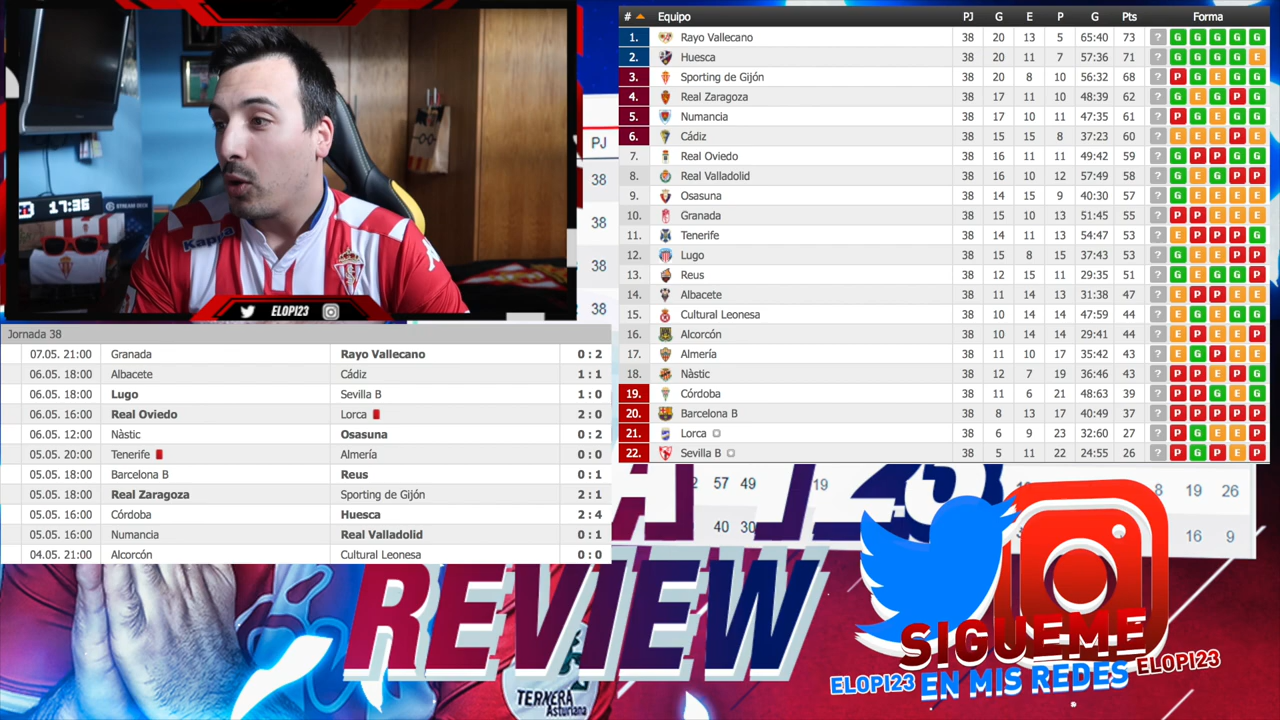 17:36
STREAM DECK
Kappa
ELOPI23
PJ
38
38
38
38
Jornada 38
07.05. 21:00 Granada Rayo Vallecano 0 : 2
06.05. 18:00 Albacete Cádiz 1 : 1
06.05. 18:00 Lugo Sevilla B 1 : 0
06.05. 16:00 Real Oviedo Lorca 2 : 0
06.05. 12:00 Nàstic Osasuna 0 : 2
05.05. 20:00 Tenerife Almería 0 : 0
05.05. 18:00 Barcelona B Reus 0 : 1
05.05. 18:00 Real Zaragoza Sporting de Gijón 2 : 1
05.05. 16:00 Córdoba Huesca 2 : 4
05.05. 16:00 Numancia Real Valladolid 0 : 1
04.05. 21:00 Alcorcón Cultural Leonesa 0 : 0
# Equipo PJ G E P G Pts Forma
1. Rayo Vallecano 38 20 13 5 65:40 73 ? G G G G G
2. Huesca 38 20 11 7 57:36 71 ? G G G G E
3. Sporting de Gijón 38 20 8 10 56:32 68 ? P G E G G
4. Real Zaragoza 38 17 11 10 48:39 62 ? G E G P G
5. Numancia 38 17 10 11 47:35 61 ? P G E G G
6. Cádiz 38 15 15 8 37:23 60 ? E E E P E
7. Real Oviedo 38 16 11 11 49:42 59 ? G P P G G
8. Real Valladolid 38 16 10 12 57:49 58 ? G E G P P
9. Osasuna 38 14 15 9 40:30 57 ? G E E E E
10. Granada 38 15 10 13 51:45 55 ? P P E E E
11. Tenerife 38 14 11 13 54:47 53 ? E P P P G
12. Lugo 38 15 8 15 37:43 53 ? G E E P P
13. Reus 38 12 15 11 29:35 51 ? G E G G P
14. Albacete 38 11 14 13 31:38 47 ? E P P E E
15. Cultural Leonesa 38 10 14 14 47:59 44 ? E G E G G
16. Alcorcón 38 10 14 14 29:41 44 ? E P E E P
17. Almería 38 11 10 17 35:42 43 ? E G P E E
18. Nàstic 38 12 7 19 36:46 43 ? P P E P G
19. Córdoba 38 11 6 21 48:63 39 ? P P G E G
20. Barcelona B 38 8 13 17 40:49 37 ? P P P P P
21. Lorca 38 6 9 23 32:60 27 ? P G E E P
22. Sevilla B 38 5 11 22 24:55 26 ? P G P E P
57 49 19 8 19 26
40 30 16 9
REVIEW
TERNERA
Asturiana
SIGUEME
ELOPI23 EN MIS REDES ELOPI23